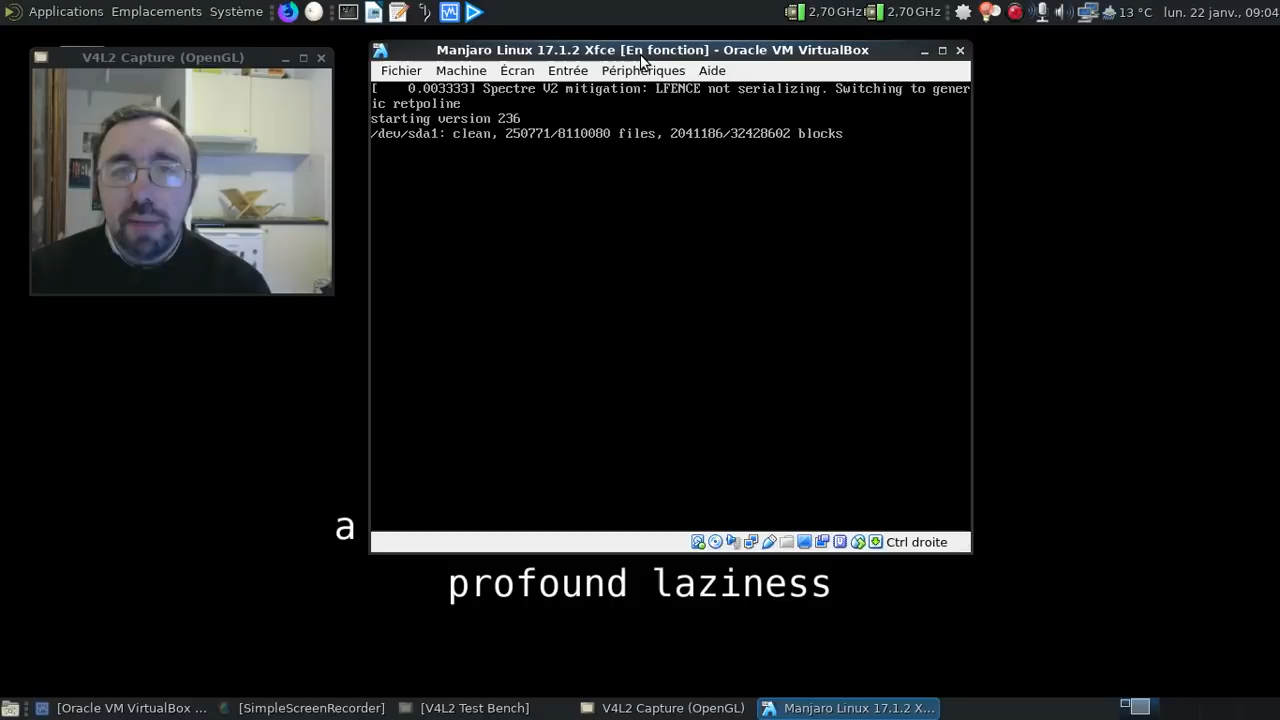 Applications Emplacements Système
2,70 GHz 2,70 GHz 13 °C lun. 22 janv., 09:04
V4L2 Capture (OpenGL)
Manjaro Linux 17.1.2 Xfce [En fonction] - Oracle VM VirtualBox
Fichier Machine Écran Entrée Périphériques Aide
[ 0.003333] Spectre V2 mitigation: LFENCE not serializing. Switching to gener
ic retpoline
starting version 236
/dev/sda1: clean, 250771/8110080 files, 2041186/32428602 blocks
a
Ctrl droite
profound laziness
[Oracle VM VirtualBox ... [SimpleScreenRecorder] [V4L2 Test Bench] V4L2 Capture (OpenGL) Manjaro Linux 17.1.2 X...